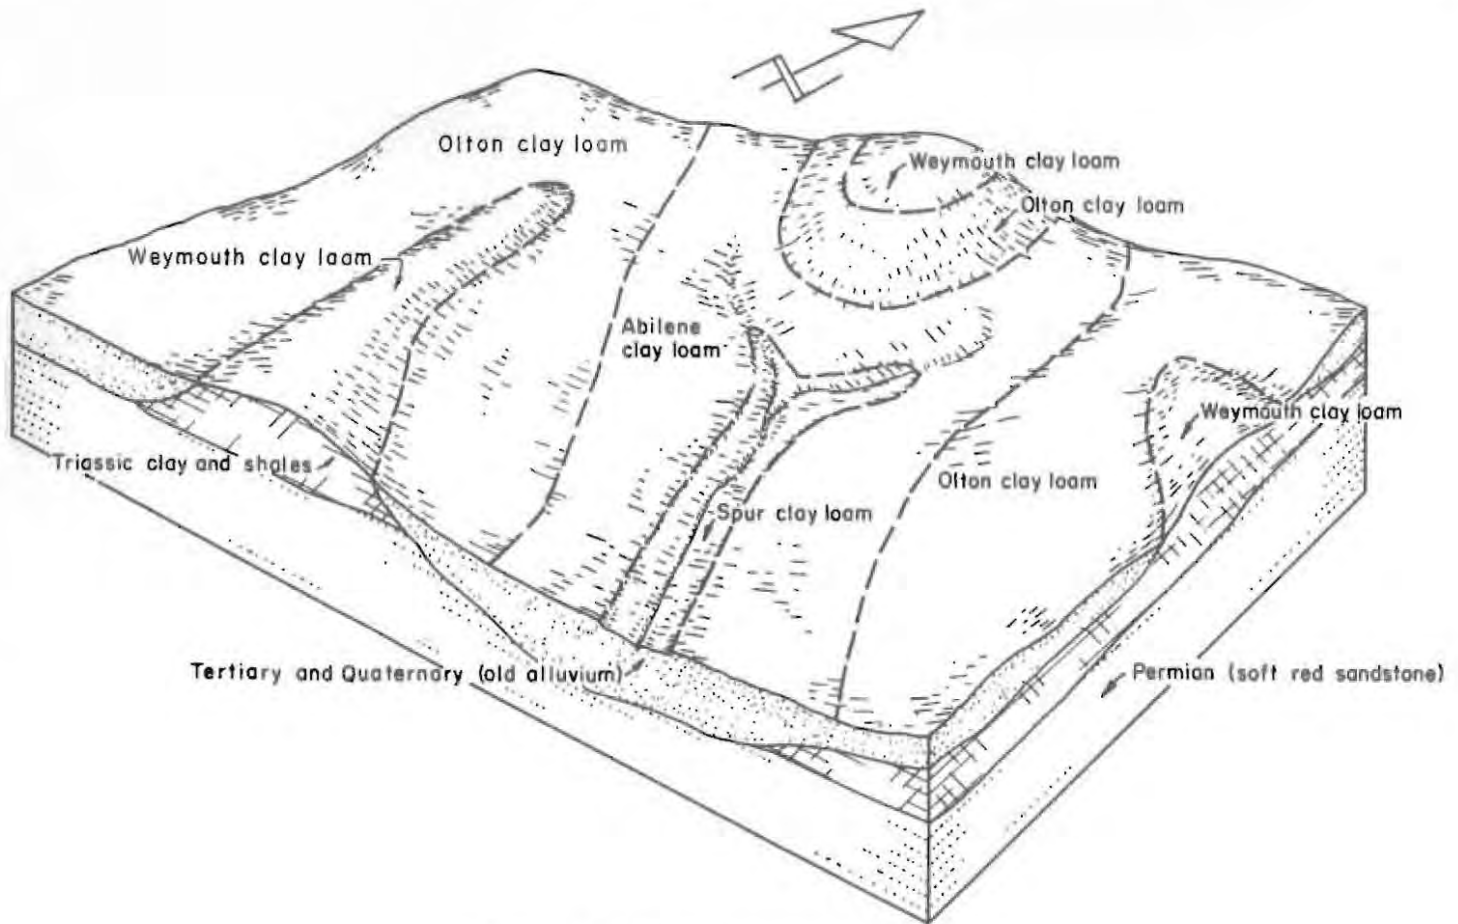 N
Olton clay loam
Weymouth clay loam
Olton clay loam
Weymouth clay laam
Abilene
clay loam
Weymouth clay loam
Triassic clay and shales
Olton clay loam
Spur clay loam
Tertiary and Quaternary (old alluvium)
Permian (soft red sandstone)